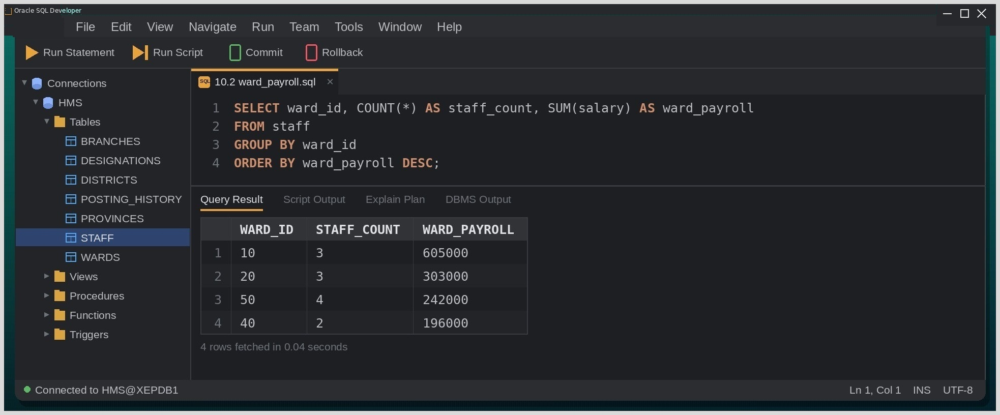 Oracle SQL Developer
File Edit View Navigate Run Team Tools Window Help
Run Statement Run Script Commit Rollback
Connections
HMS
Tables
BRANCHES
DESIGNATIONS
DISTRICTS
POSTING_HISTORY
PROVINCES
STAFF
WARDS
Views
Procedures
Functions
Triggers
SQL 10.2 ward_payroll.sql ×
1 SELECT ward_id, COUNT(*) AS staff_count, SUM(salary) AS ward_payroll
2 FROM staff
3 GROUP BY ward_id
4 ORDER BY ward_payroll DESC;
Query Result Script Output Explain Plan DBMS Output
WARD_ID STAFF_COUNT WARD_PAYROLL
1 10 3 605000
2 20 3 303000
3 50 4 242000
4 40 2 196000
4 rows fetched in 0.04 seconds
Connected to HMS@XEPDB1 Ln 1, Col 1 INS UTF-8